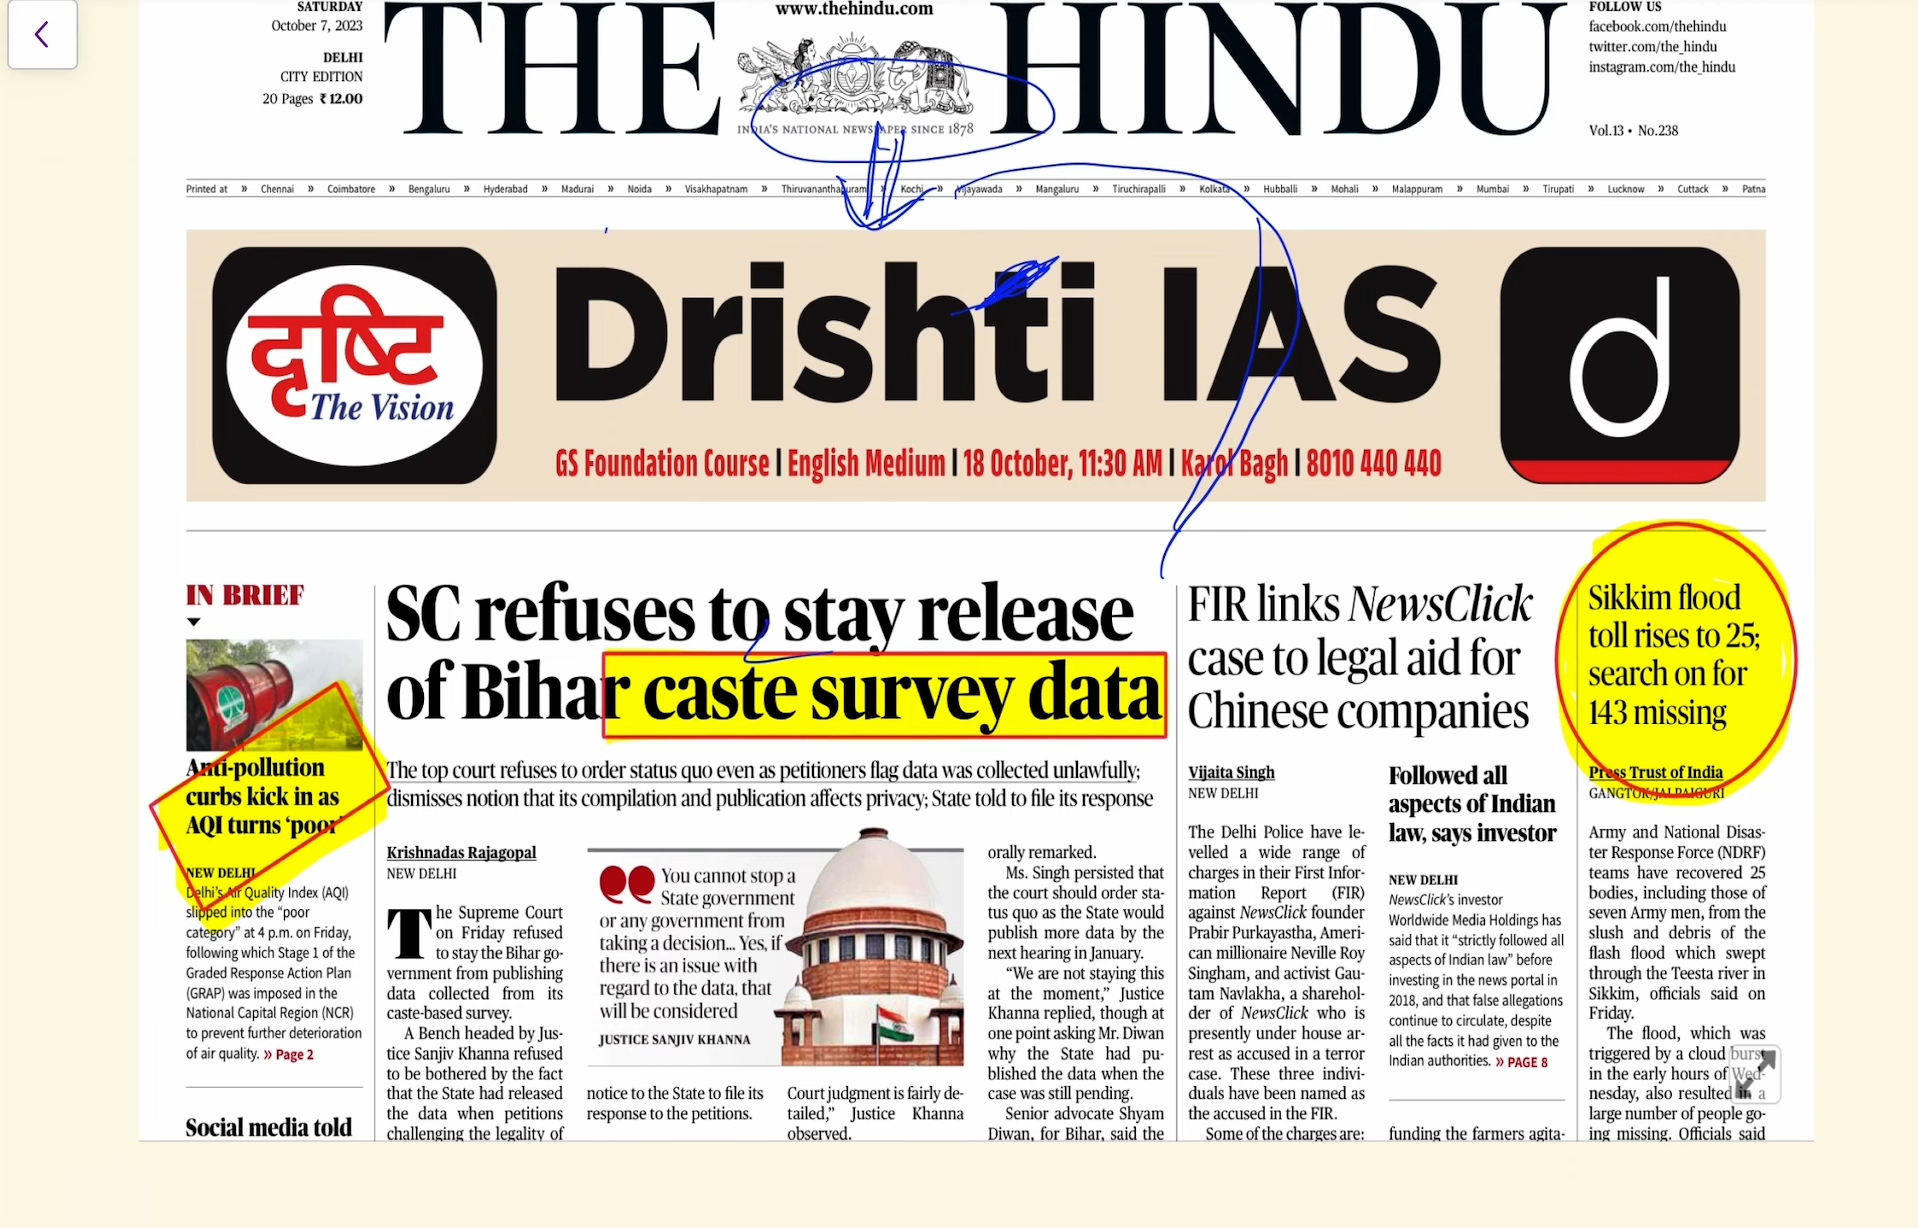 SATURDAY
October 7, 2023
DELHI
CITY EDITION
20 Pages ₹ 12.00
THE HINDU
www.thehindu.com
INDIA'S NATIONAL NEWSPAPER SINCE 1878
FOLLOW US
facebook.com/thehindu
twitter.com/the_hindu
instagram.com/the_hindu
Vol.13 • No.238
Printed at » Chennai » Coimbatore » Bengaluru » Hyderabad » Madurai » Noida » Visakhapatnam » Thiruvananthapuram » Kochi » Vijayawada » Mangaluru » Tiruchirapalli » Kolkata » Hubballi » Mohali » Malappuram » Mumbai » Tirupati » Lucknow » Cuttack » Patna
दृष्टि
The Vision
Drishti IAS
GS Foundation Course | English Medium | 18 October, 11:30 AM | Karol Bagh | 8010 440 440
d
IN BRIEF
Anti-pollution
curbs kick in as
AQI turns ‘poor’
NEW DELHI
Delhi’s Air Quality Index (AQI)
slipped into the “poor
category” at 4 p.m. on Friday,
following which Stage 1 of the
Graded Response Action Plan
(GRAP) was imposed in the
National Capital Region (NCR)
to prevent further deterioration
of air quality. » Page 2
Social media told
SC refuses to stay release
of Bihar caste survey data
The top court refuses to order status quo even as petitioners flag data was collected unlawfully;
dismisses notion that its compilation and publication affects privacy; State told to file its response
Krishnadas Rajagopal
NEW DELHI
The Supreme Court
on Friday refused
to stay the Bihar go-
vernment from publishing
data collected from its
caste-based survey.
A Bench headed by Jus-
tice Sanjiv Khanna refused
to be bothered by the fact
that the State had released
the data when petitions
challenging the legality of
You cannot stop a
State government
or any government from
taking a decision... Yes, if
there is an issue with
regard to the data, that
will be considered
JUSTICE SANJIV KHANNA
notice to the State to file its
response to the petitions.
Court judgment is fairly de-
tailed,” Justice Khanna
observed.
orally remarked.
Ms. Singh persisted that
the court should order sta-
tus quo as the State would
publish more data by the
next hearing in January.
“We are not staying this
at the moment,” Justice
Khanna replied, though at
one point asking Mr. Diwan
why the State had pu-
blished the data when the
case was still pending.
Senior advocate Shyam
Diwan, for Bihar, said the
FIR links NewsClick
case to legal aid for
Chinese companies
Vijaita Singh
NEW DELHI
The Delhi Police have le-
velled a wide range of
charges in their First Infor-
mation Report (FIR)
against NewsClick founder
Prabir Purkayastha, Ameri-
can millionaire Neville Roy
Singham, and activist Gau-
tam Navlakha, a sharehol-
der of NewsClick who is
presently under house ar-
rest as accused in a terror
case. These three indivi-
duals have been named as
the accused in the FIR.
Some of the charges are:
Followed all
aspects of Indian
law, says investor
NEW DELHI
NewsClick’s investor
Worldwide Media Holdings has
said that it “strictly followed all
aspects of Indian law” before
investing in the news portal in
2018, and that false allegations
continue to circulate, despite
all the facts it had given to the
Indian authorities. » PAGE 8
funding the farmers agita-
Sikkim flood
toll rises to 25;
search on for
143 missing
Press Trust of India
GANGTOK/JALPAIGURI
Army and National Disas-
ter Response Force (NDRF)
teams have recovered 25
bodies, including those of
seven Army men, from the
slush and debris of the
flash flood which swept
through the Teesta river in
Sikkim, officials said on
Friday.
The flood, which was
triggered by a cloud burst
in the early hours of Wed-
nesday, also resulted in a
large number of people go-
ing missing. Officials said